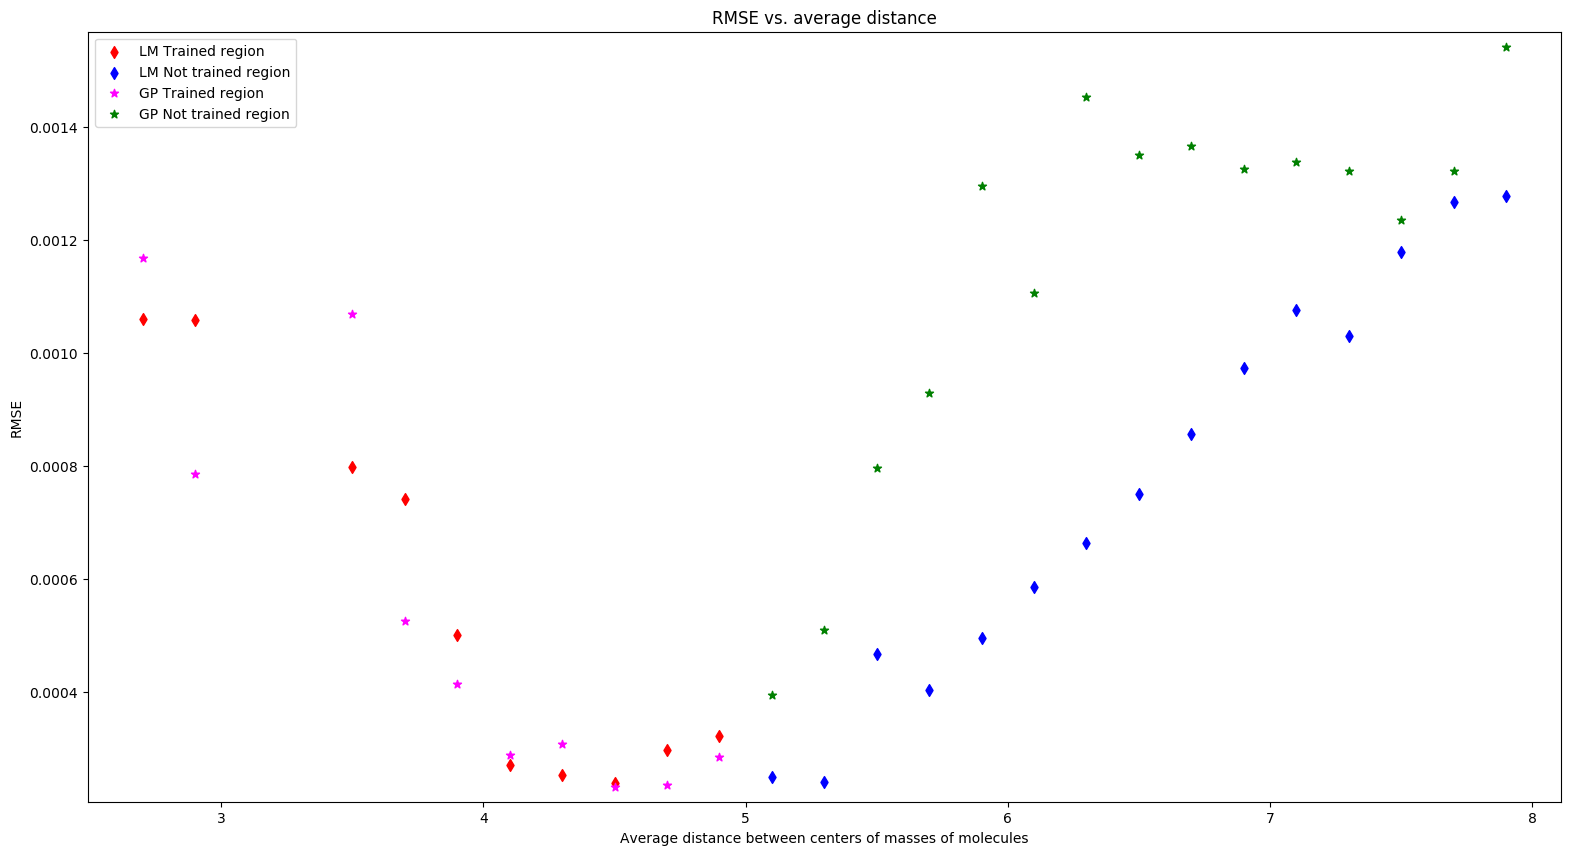 RMSE vs. average distance
LM Trained region
LM Not trained region
GP Trained region
GP Not trained region
0.0014
0.0012
0.0010
0.0008
0.0006
0.0004
RMSE
3 4 5 6 7 8
Average distance between centers of masses of molecules